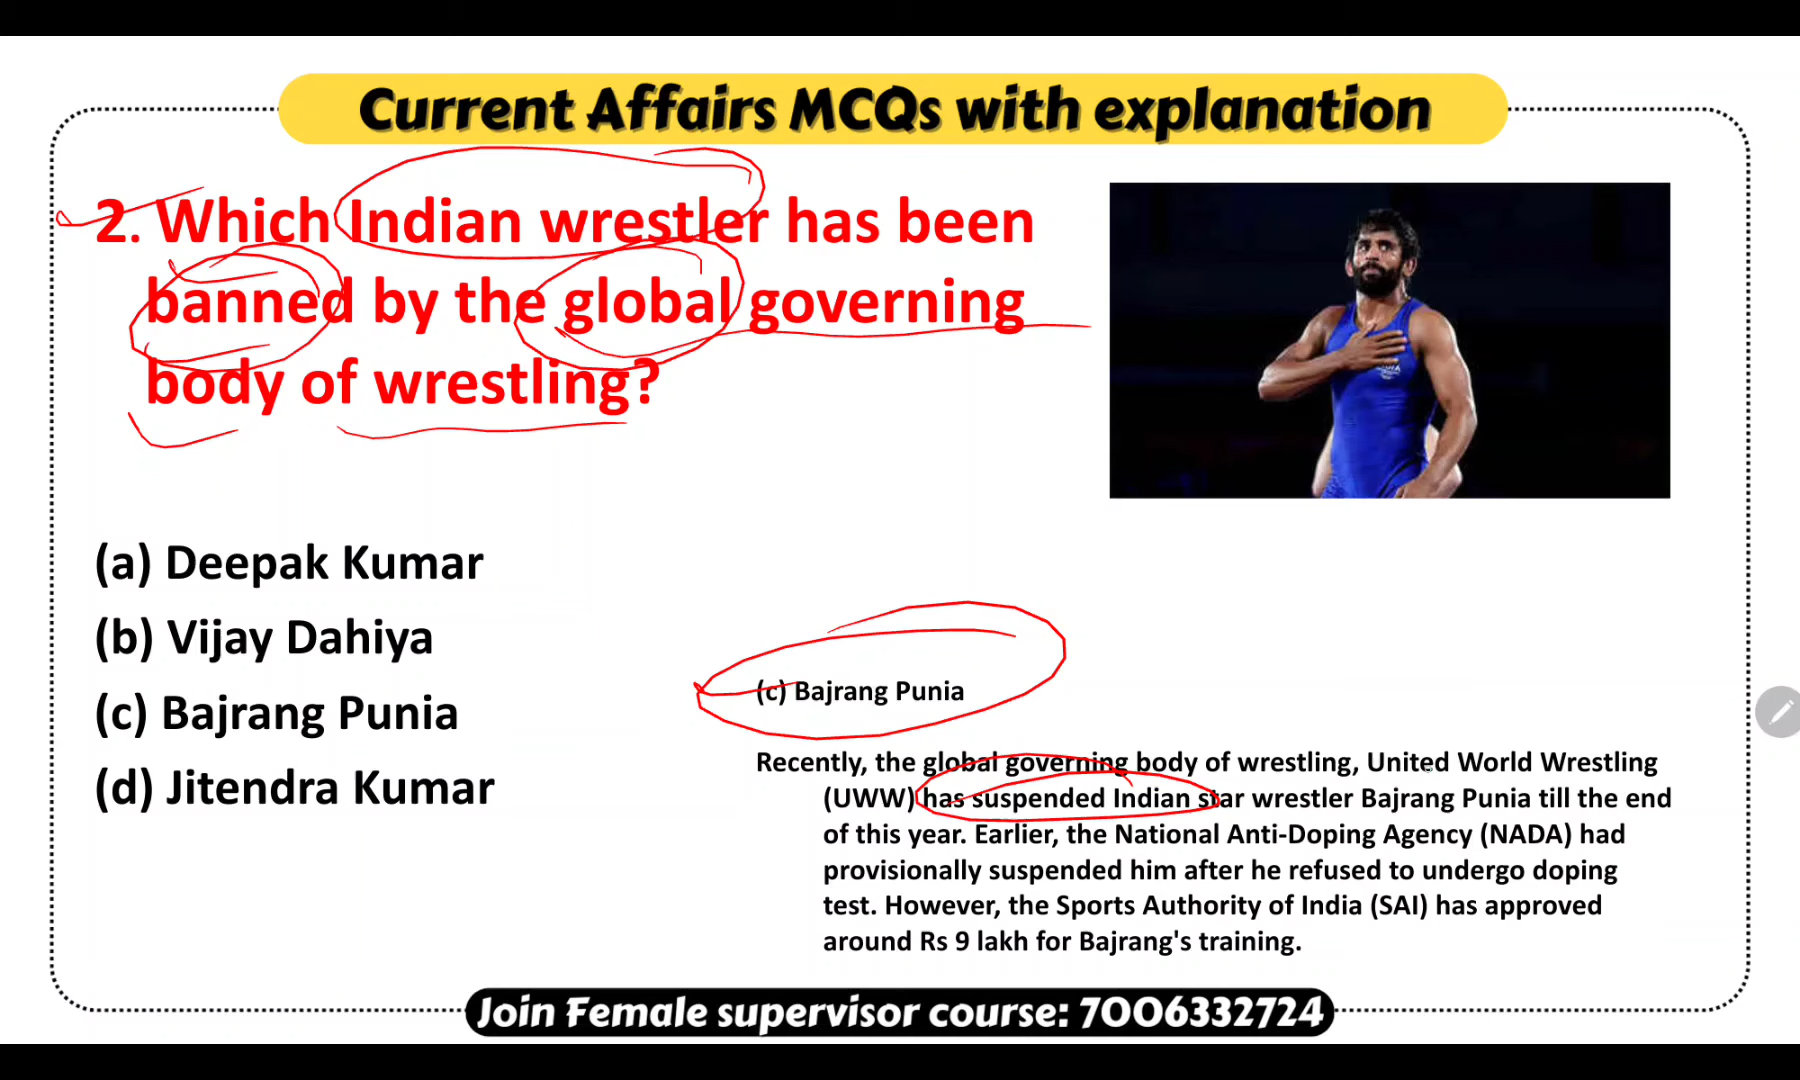 Current Affairs MCQs with explanation
2. Which Indian wrestler has been
banned by the global governing
body of wrestling?
(a) Deepak Kumar
(b) Vijay Dahiya
(c) Bajrang Punia
(d) Jitendra Kumar
(c) Bajrang Punia
Recently, the global governing body of wrestling, United World Wrestling
(UWW) has suspended Indian star wrestler Bajrang Punia till the end
of this year. Earlier, the National Anti-Doping Agency (NADA) had
provisionally suspended him after he refused to undergo doping
test. However, the Sports Authority of India (SAI) has approved
around Rs 9 lakh for Bajrang's training.
Join Female supervisor course: 7006332724